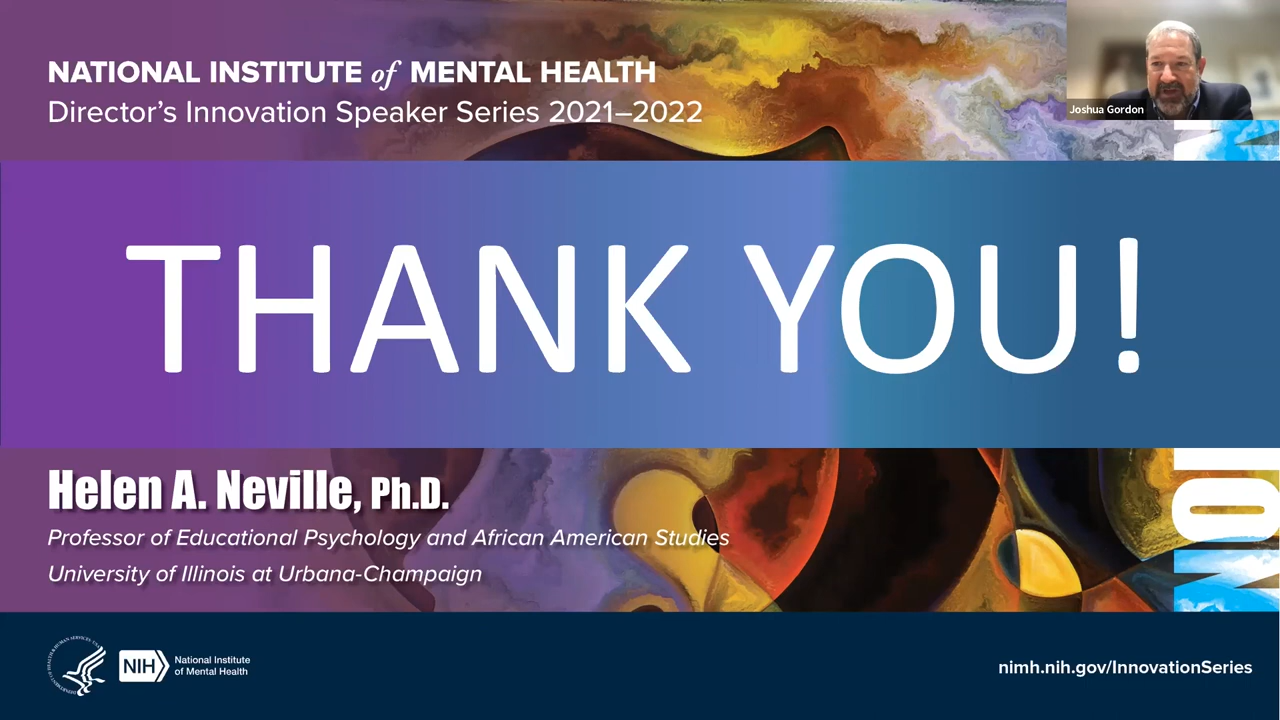 NATIONAL INSTITUTE of MENTAL HEALTH
Director's Innovation Speaker Series 2021–2022
Joshua Gordon
THANK YOU!
Helen A. Neville, Ph.D.
Professor of Educational Psychology and African American Studies
University of Illinois at Urbana-Champaign
NIH
National Institute
of Mental Health
nimh.nih.gov/InnovationSeries